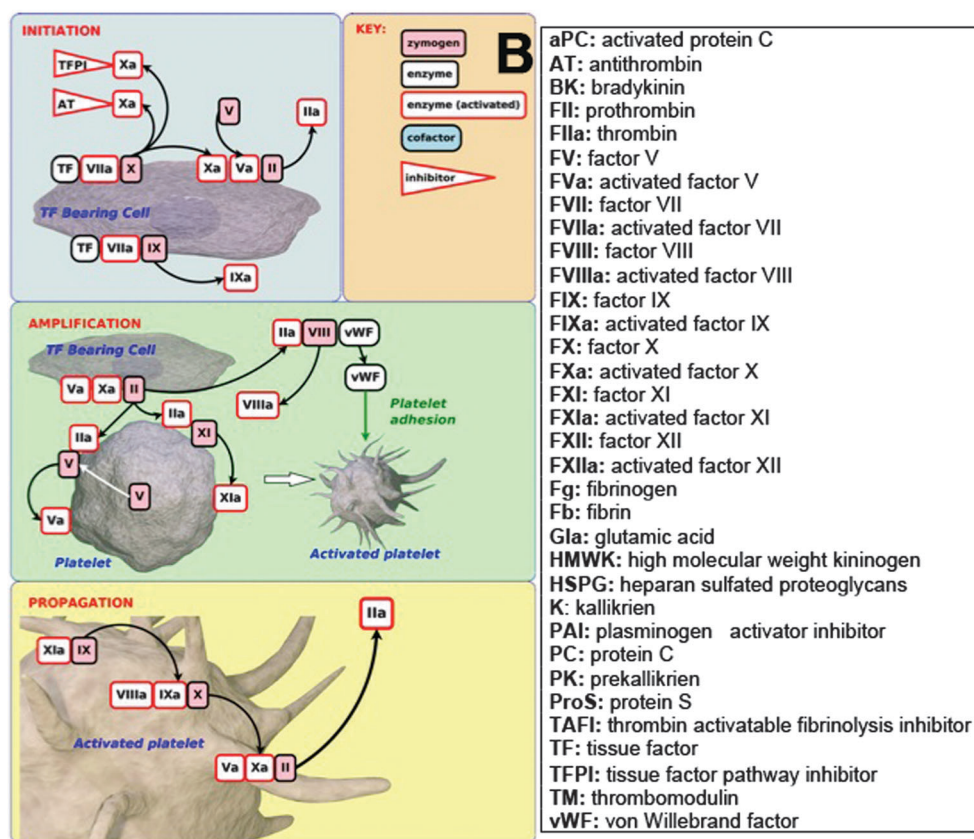 INITIATION
TFPI
Xa
AT
Xa
V
IIa
TF
VIIa
X
Xa
Va
II
TF Bearing Cell
TF
VIIa
IX
IXa
KEY:
zymogen
enzyme
enzyme (activated)
cofactor
inhibitor
B
AMPLIFICATION
TF Bearing Cell
IIa
VIII
vWF
vWF
VIIIa
Va
Xa
II
IIa
IIa
XI
V
V
XIa
Va
Platelet
adhesion
Platelet
Activated platelet
PROPAGATION
IIa
XIa
IX
VIIIa
IXa
X
Activated platelet
Va
Xa
II
aPC: activated protein C
AT: antithrombin
BK: bradykinin
FII: prothrombin
FIIa: thrombin
FV: factor V
FVa: activated factor V
FVII: factor VII
FVIIa: activated factor VII
FVIII: factor VIII
FVIIIa: activated factor VIII
FIX: factor IX
FIXa: activated factor IX
FX: factor X
FXa: activated factor X
FXI: factor XI
FXIa: activated factor XI
FXII: factor XII
FXIIa: activated factor XII
Fg: fibrinogen
Fb: fibrin
Gla: glutamic acid
HMWK: high molecular weight kininogen
HSPG: heparan sulfated proteoglycans
K: kallikrien
PAI: plasminogen activator inhibitor
PC: protein C
PK: prekallikrien
ProS: protein S
TAFI: thrombin activatable fibrinolysis inhibitor
TF: tissue factor
TFPI: tissue factor pathway inhibitor
TM: thrombomodulin
vWF: von Willebrand factor